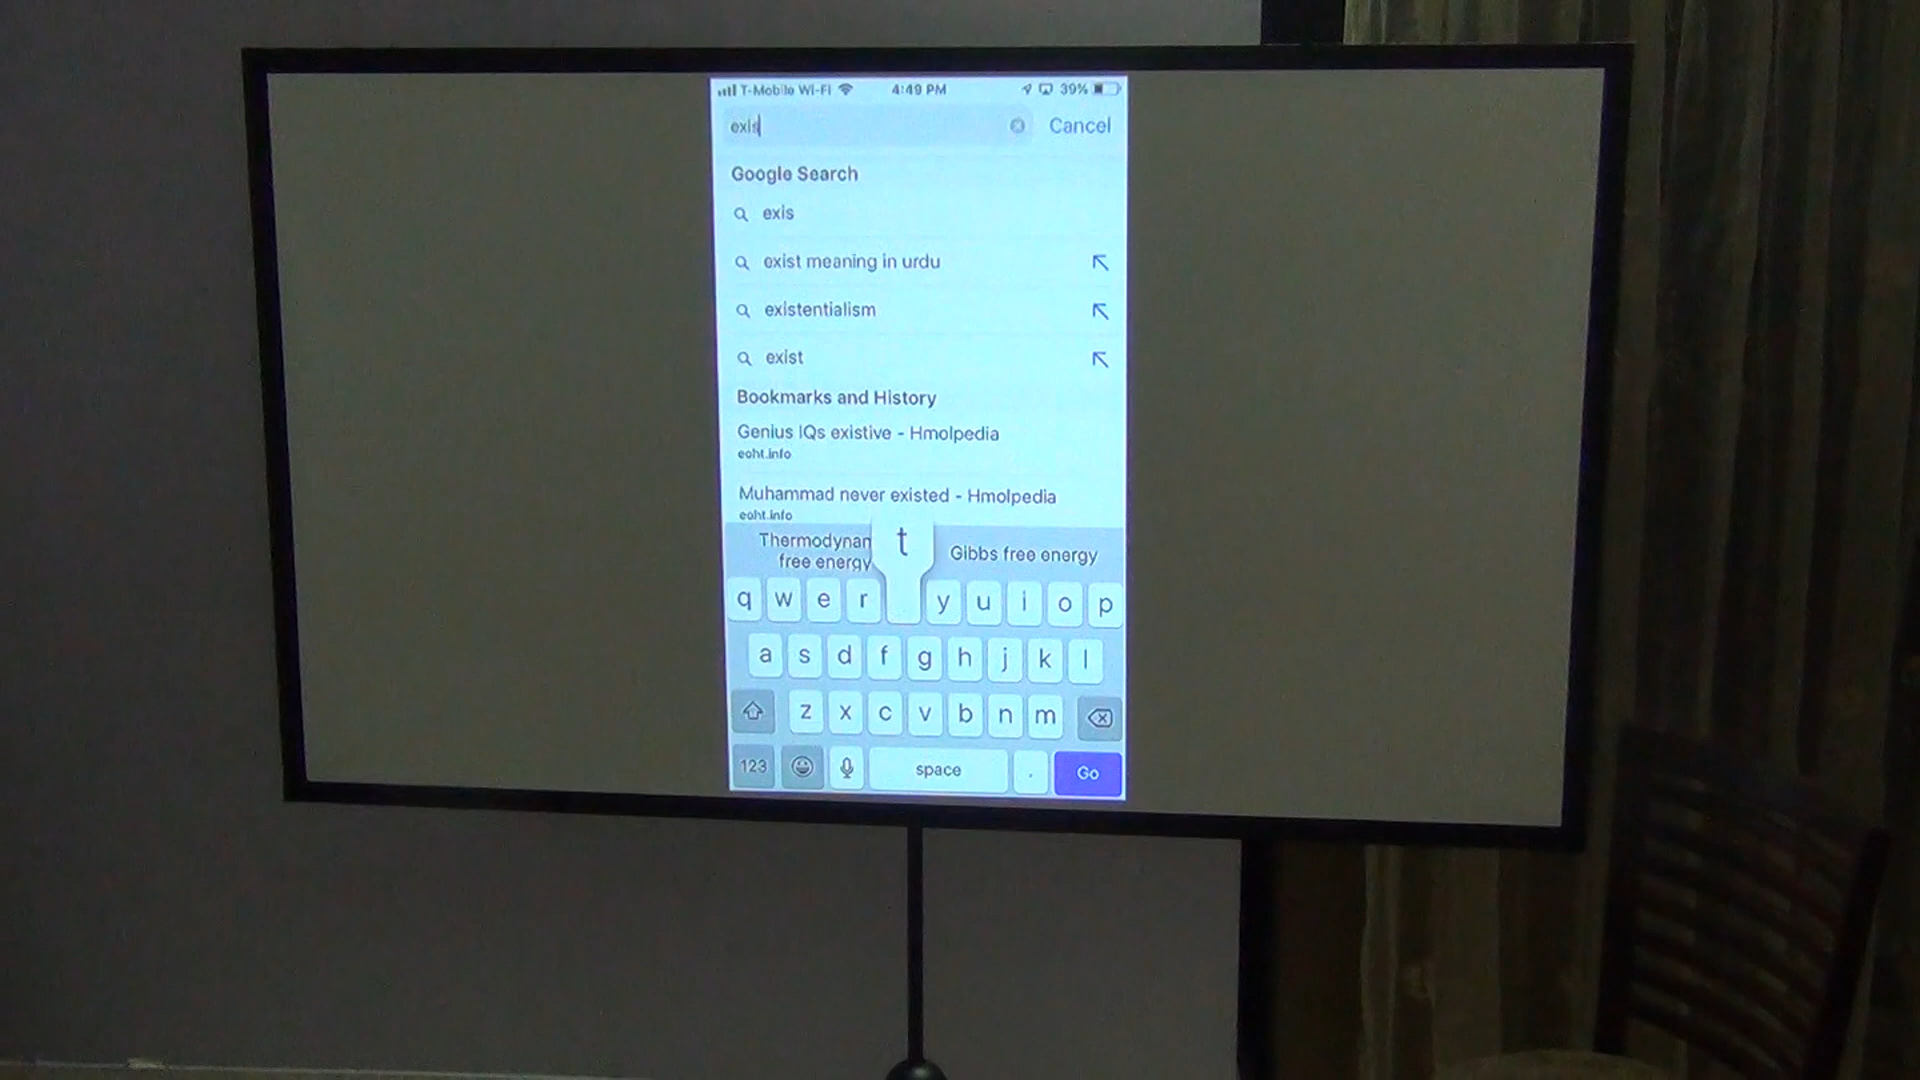 T-Mobile Wi-Fi 4:49 PM 39%
exis Cancel
Google Search
exis
exist meaning in urdu
existentialism
exist
Bookmarks and History
Genius IQs existive - Hmolpedia
eoht.info
Muhammad never existed - Hmolpedia
eoht.info
Thermodynam
free energy
t
Gibbs free energy
q w e r y u i o p
a s d f g h j k l
z x c v b n m
123 space . Go